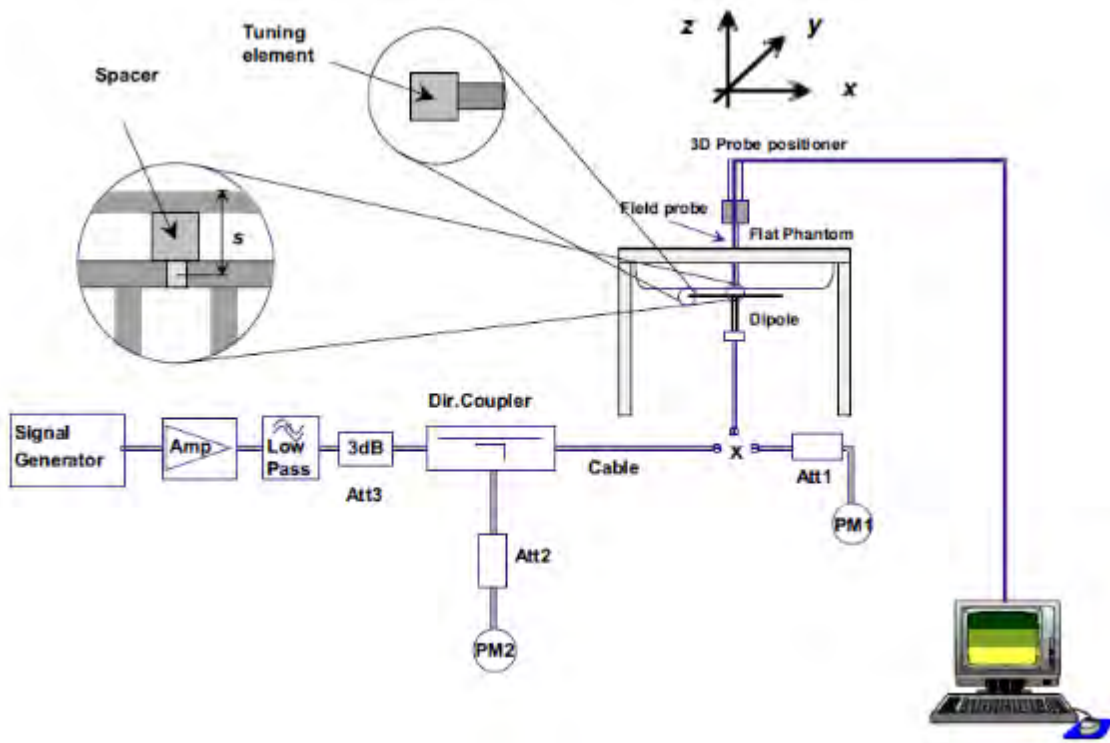 Tuning
element
Spacer
z
y
x
s
3D Probe positioner
Field probe
Flat Phantom
Dipole
Dir.Coupler
Signal
Generator
Amp
Low
Pass
3dB
Att3
Cable
X
Att1
PM1
Att2
PM2